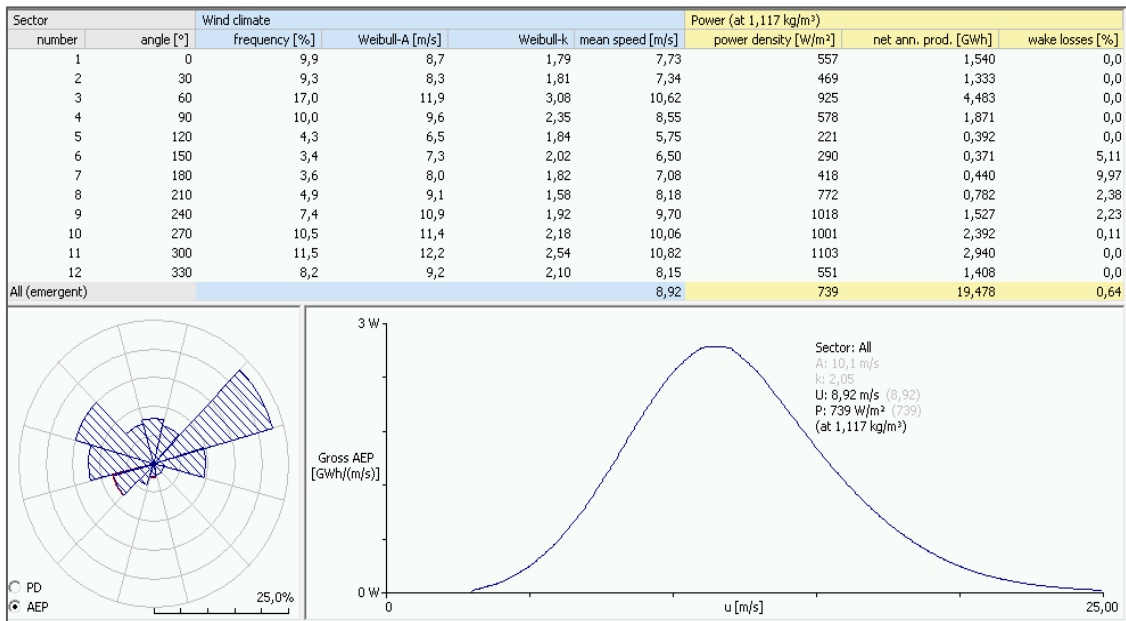 Sector Wind climate Power (at 1,117 kg/m³)
number angle [°] frequency [%] Weibull-A [m/s] Weibull-k mean speed [m/s] power density [W/m²] net ann. prod. [GWh] wake losses [%]
1 0 9,9 8,7 1,79 7,73 557 1,540 0,0
2 30 9,3 8,3 1,81 7,34 469 1,333 0,0
3 60 17,0 11,9 3,08 10,62 925 4,483 0,0
4 90 10,0 9,6 2,35 8,55 578 1,871 0,0
5 120 4,3 6,5 1,84 5,75 221 0,392 0,0
6 150 3,4 7,3 2,02 6,50 290 0,371 5,11
7 180 3,6 8,0 1,82 7,08 418 0,440 9,97
8 210 4,9 9,1 1,58 8,18 772 0,782 2,38
9 240 7,4 10,9 1,92 9,70 1018 1,527 2,23
10 270 10,5 11,4 2,18 10,06 1001 2,392 0,11
11 300 11,5 12,2 2,54 10,82 1103 2,940 0,0
12 330 8,2 9,2 2,10 8,15 551 1,408 0,0
All (emergent) 8,92 739 19,478 0,64
PD
AEP
25,0%
3 W
Sector: All
A: 10,1 m/s
k: 2,05
U: 8,92 m/s (8,92)
P: 739 W/m² (739)
(at 1,117 kg/m³)
Gross AEP
[GWh/(m/s)]
0 W
0 u [m/s] 25,00